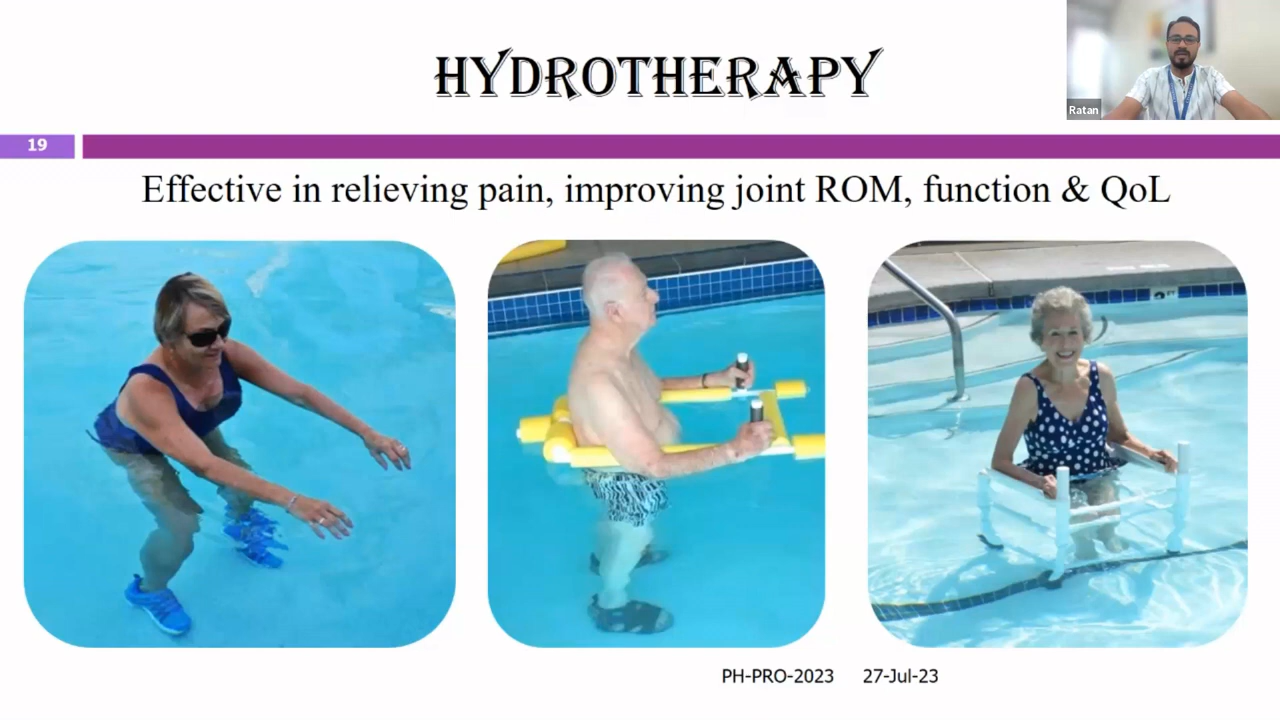 HYDROTHERAPY
Ratan
19
Effective in relieving pain, improving joint ROM, function & QoL
PH-PRO-2023 27-Jul-23